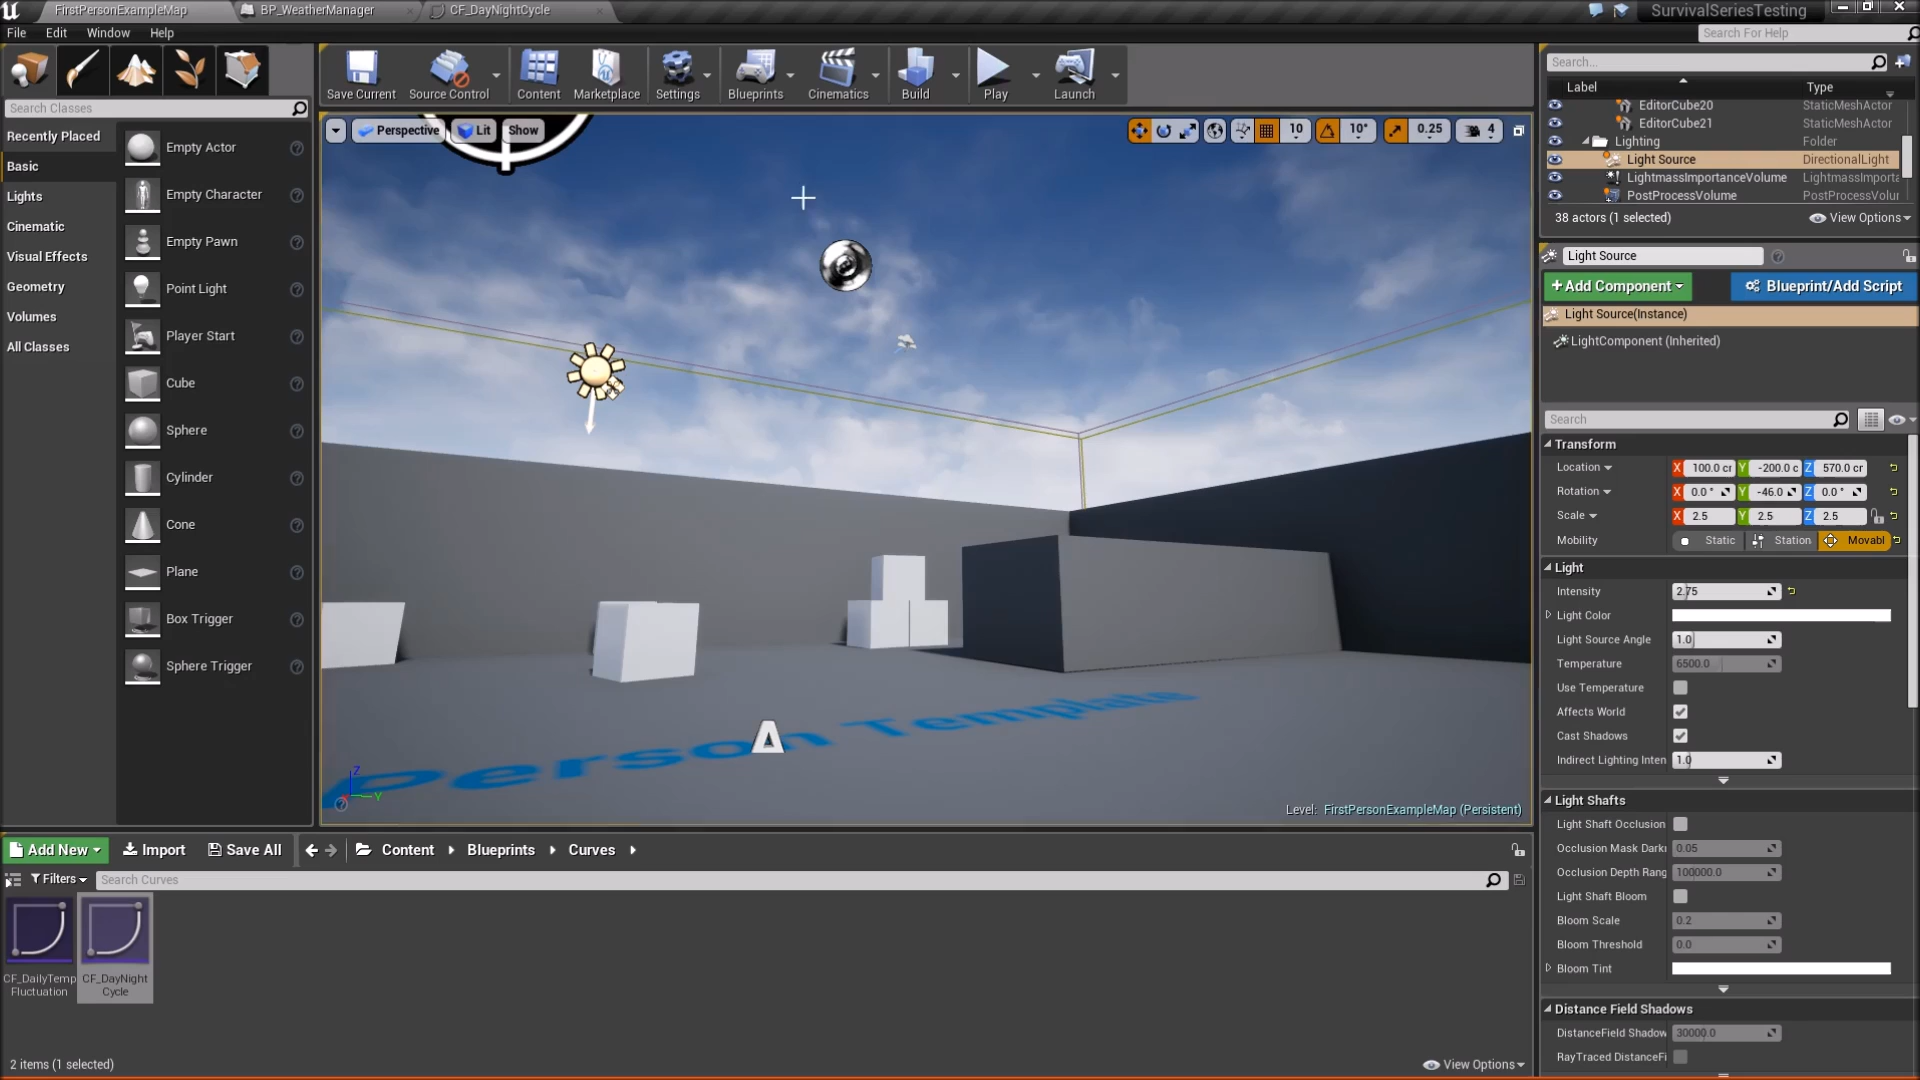 FirstPersonExampleMap
BP_WeatherManager
CF_DayNightCycle
SurvivalSeriesTesting
File Edit Window Help
Search For Help
Save Current
Source Control
Content
Marketplace
Settings
Blueprints
Cinematics
Build
Play
Launch
Search Classes
Recently Placed
Basic
Lights
Cinematic
Visual Effects
Geometry
Volumes
All Classes
Empty Actor
Empty Character
Empty Pawn
Point Light
Player Start
Cube
Sphere
Cylinder
Cone
Plane
Box Trigger
Sphere Trigger
Perspective
Lit
Show
10
10°
0.25
4
Person Template
Z
Y
Level: FirstPersonExampleMap (Persistent)
Search...
Label Type
EditorCube20 StaticMeshActor
EditorCube21 StaticMeshActor
Lighting Folder
Light Source DirectionalLight
LightmassImportanceVolume LightmassImporta
PostProcessVolume PostProcessVolur
38 actors (1 selected)
View Options
Light Source
+Add Component
Blueprint/Add Script
Light Source(Instance)
LightComponent (Inherited)
Search
Transform
Location X 100.0 cr Y -200.0 c Z 570.0 cr
Rotation X 0.0 ° Y -46.0 Z 0.0 °
Scale X 2.5 Y 2.5 Z 2.5
Mobility Static Station Movabl
Light
Intensity 2.75
Light Color
Light Source Angle 1.0
Temperature 6500.0
Use Temperature
Affects World
Cast Shadows
Indirect Lighting Inten 1.0
Light Shafts
Light Shaft Occlusion
Occlusion Mask Dark 0.05
Occlusion Depth Rang 100000.0
Light Shaft Bloom
Bloom Scale 0.2
Bloom Threshold 0.0
Bloom Tint
Distance Field Shadows
DistanceField Shadow 30000.0
RayTraced DistanceFi
Add New
Import
Save All
Content
Blueprints
Curves
Filters
Search Curves
CF_DailyTemp
Fluctuation
CF_DayNight
Cycle
2 items (1 selected)
View Options